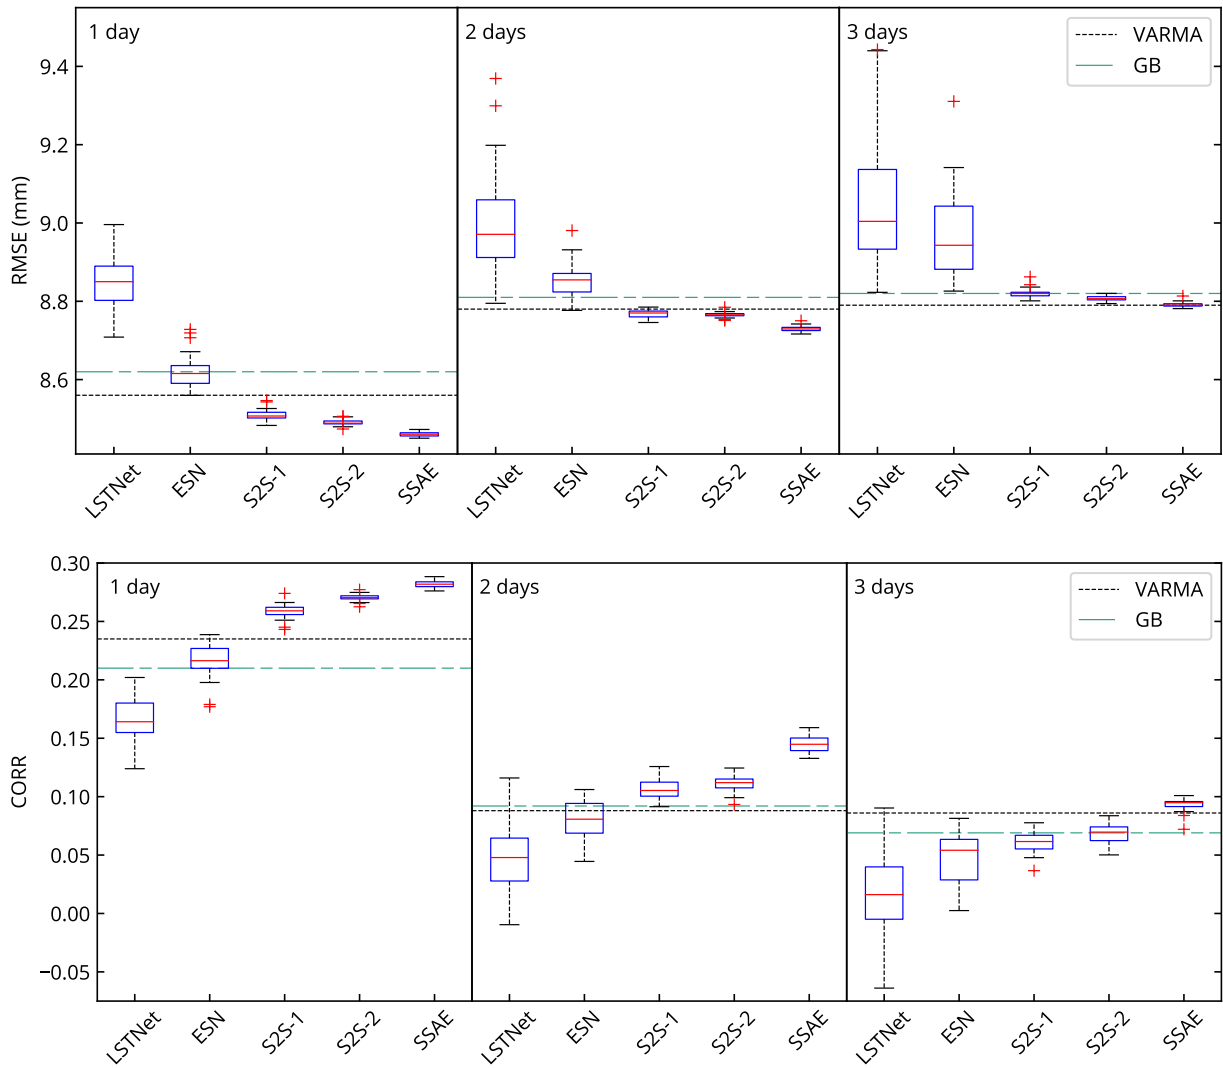 1 day
2 days
3 days
VARMA
GB
9.4
9.2
9.0
8.8
8.6
RMSE (mm)
LSTNet
ESN
S2S-1
S2S-2
SSAE
LSTNet
ESN
S2S-1
S2S-2
SSAE
LSTNet
ESN
S2S-1
S2S-2
SSAE
1 day
2 days
3 days
VARMA
GB
0.30
0.25
0.20
0.15
0.10
0.05
0.00
−0.05
CORR
LSTNet
ESN
S2S-1
S2S-2
SSAE
LSTNet
ESN
S2S-1
S2S-2
SSAE
LSTNet
ESN
S2S-1
S2S-2
SSAE